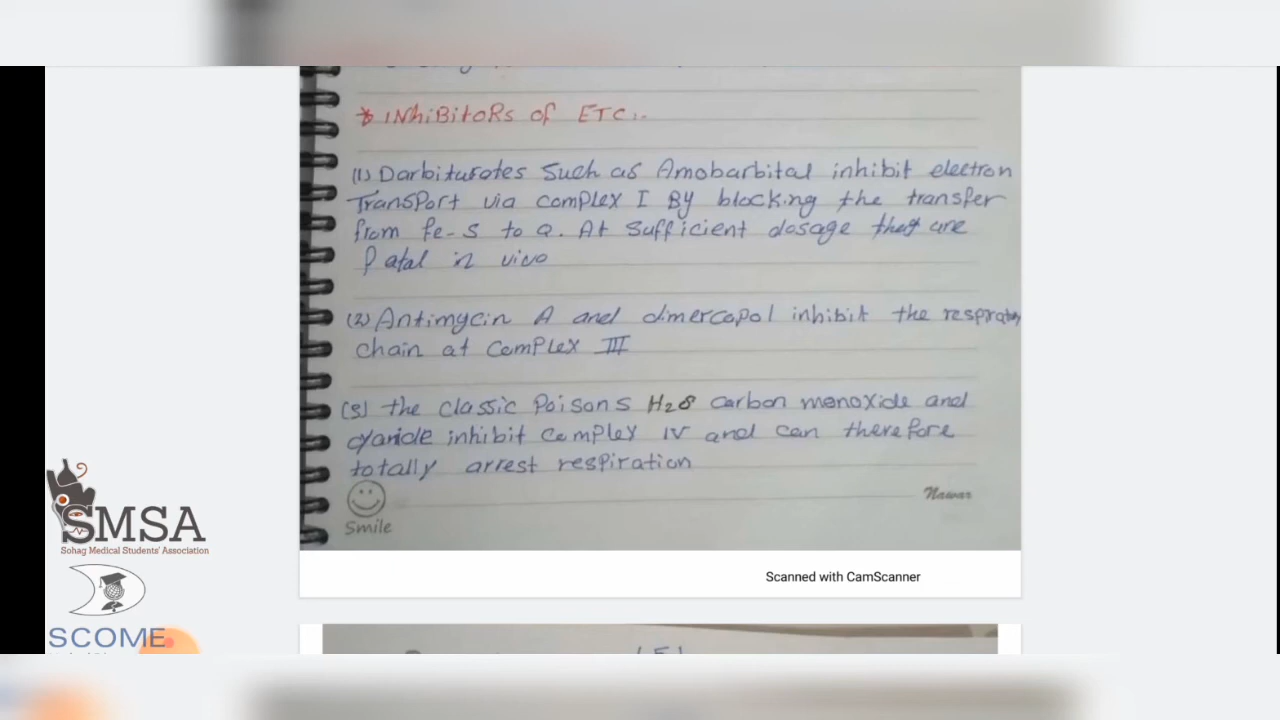 * INHiBitoRs of ETC:.
(1) Darbiturates such as Amobarbital inhibit electron
Transport via complex I By blocking the transfer
from fe-S to Q. At sufficient dosage they are
fatal in vivo
(2) Antimycin A and dimercapol inhibit the respiratory
chain at complex III
(3) the classic Poisons H2S carbon monoxide and
cyanide inhibit complex IV and can therefore
totally arrest respiration
Smile
Nawar
Scanned with CamScanner
SMSA
Sohag Medical Students' Association
SCOME